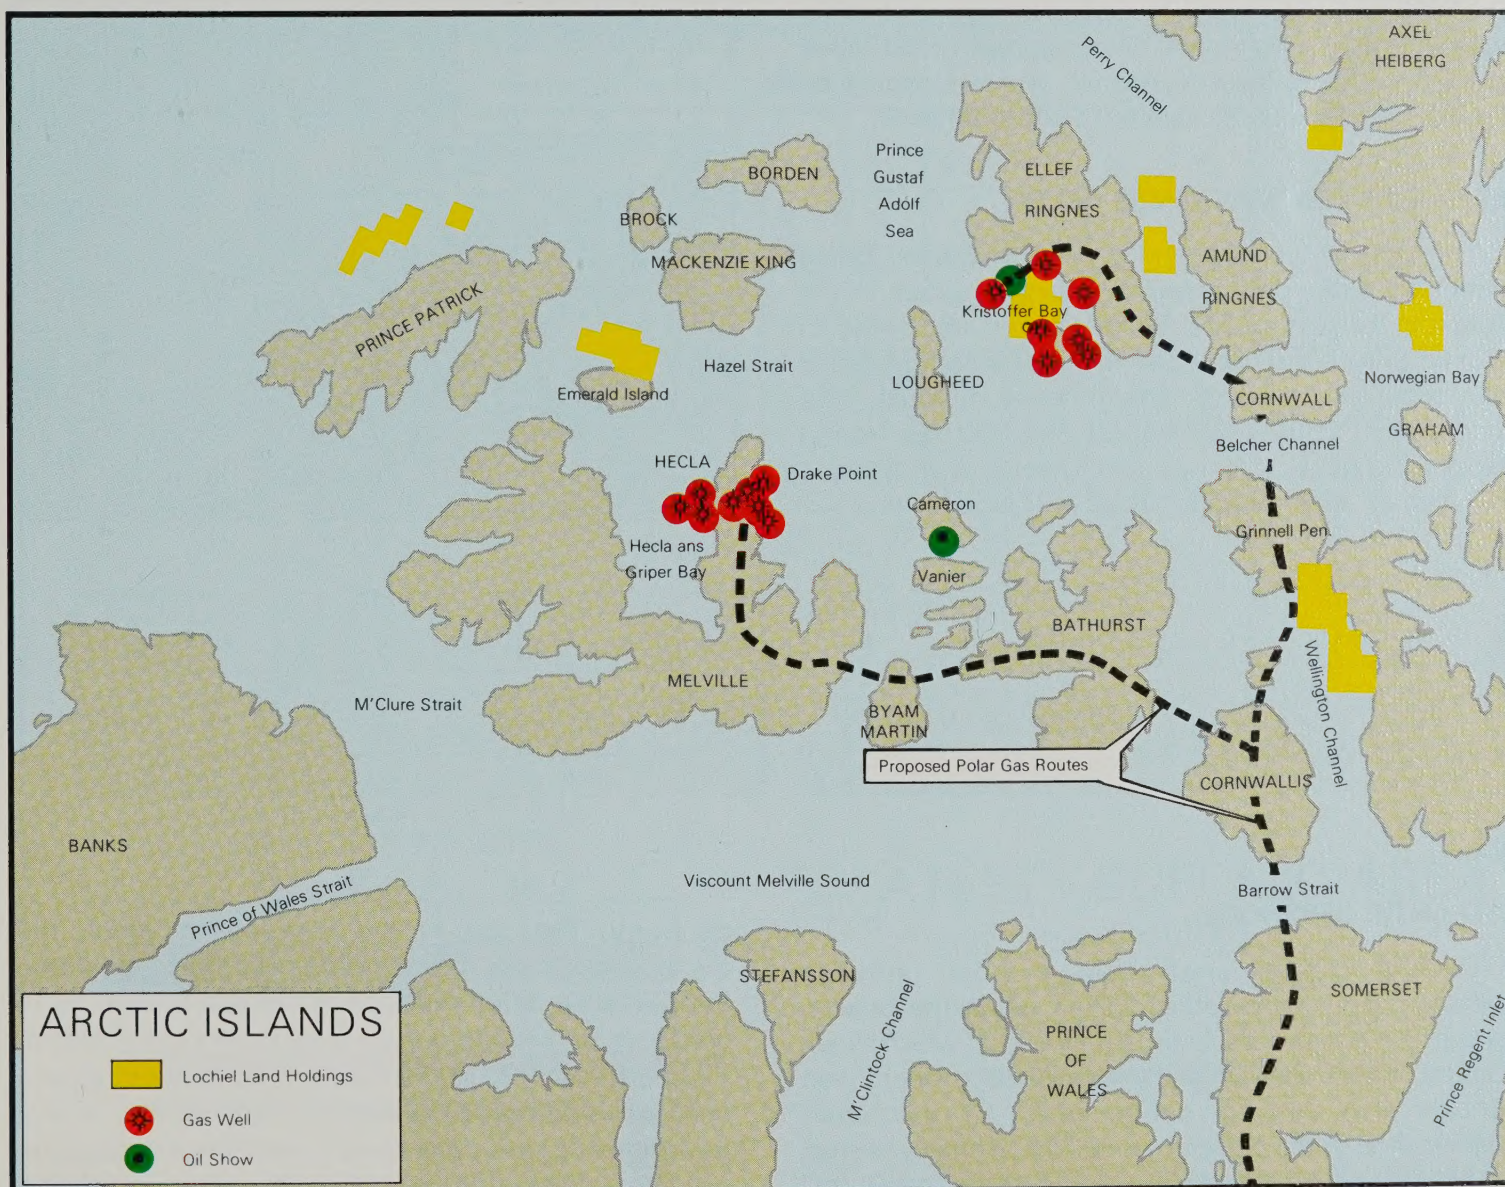 AXEL
HEIBERG
Perry Channel
Prince
Gustaf
Adolf
Sea
BORDEN
ELLEF
RINGNES
BROCK
MACKENZIE KING
AMUND
RINGNES
PRINCE PATRICK
Kristoffer Bay
Hazel Strait
LOUGHEED
Emerald Island
CORNWALL
Norwegian Bay
GRAHAM
Belcher Channel
HECLA
Drake Point
Cameron
Grinnell Pen.
Hecla ans
Griper Bay
Vanier
BATHURST
MELVILLE
Wellington Channel
M'Clure Strait
BYAM
MARTIN
Proposed Polar Gas Routes
CORNWALLIS
BANKS
Viscount Melville Sound
Barrow Strait
Prince of Wales Strait
STEFANSSON
M'Clintock Channel
SOMERSET
PRINCE
OF
WALES
Prince Regent Inlet
ARCTIC ISLANDS
Lochiel Land Holdings
Gas Well
Oil Show